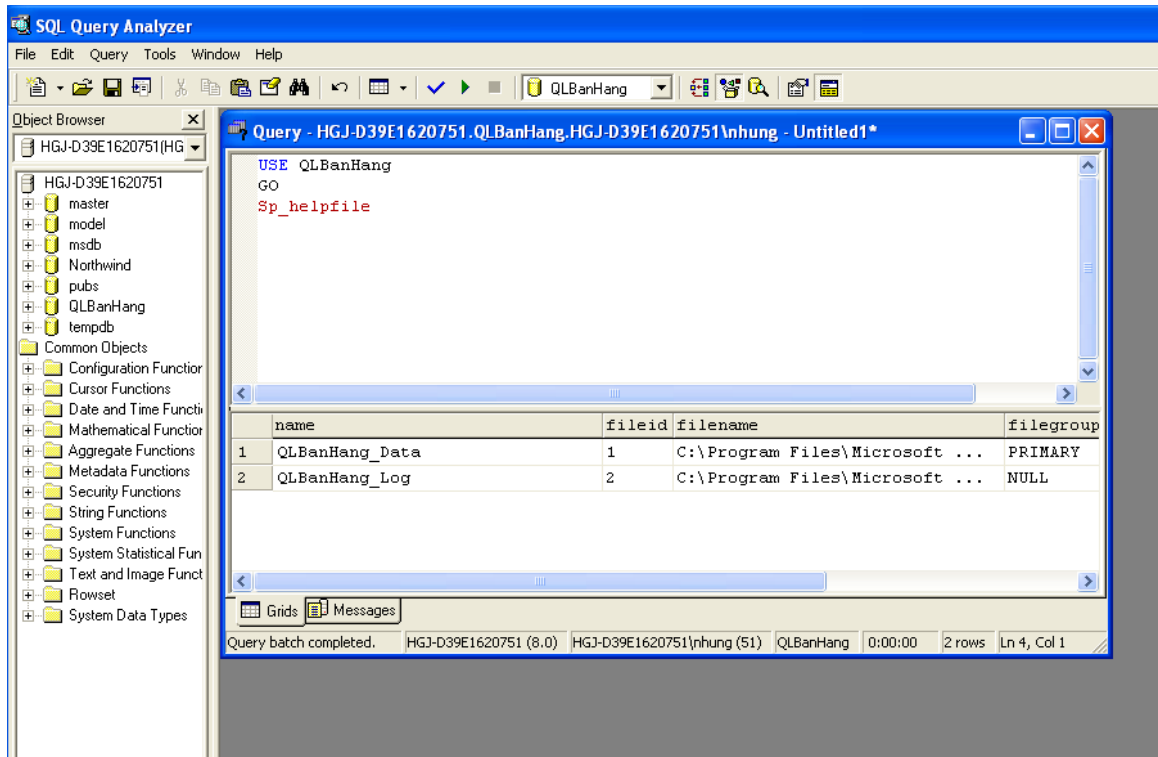 SQL Query Analyzer
File Edit Query Tools Window Help
QLBanHang
Object Browser
HGJ-D39E1620751(HG
HGJ-D39E1620751
master
model
msdb
Northwind
pubs
QLBanHang
tempdb
Common Objects
Configuration Function
Cursor Functions
Date and Time Functi
Mathematical Function
Aggregate Functions
Metadata Functions
Security Functions
String Functions
System Functions
System Statistical Fun
Text and Image Funct
Rowset
System Data Types
Query - HGJ-D39E1620751.QLBanHang.HGJ-D39E1620751\nhung - Untitled1*
USE QLBanHang
GO
Sp_helpfile
name fileid filename filegroup
1 QLBanHang_Data 1 C:\Program Files\Microsoft ... PRIMARY
2 QLBanHang_Log 2 C:\Program Files\Microsoft ... NULL
Grids Messages
Query batch completed. HGJ-D39E1620751 (8.0) HGJ-D39E1620751\nhung (51) QLBanHang 0:00:00 2 rows Ln 4, Col 1